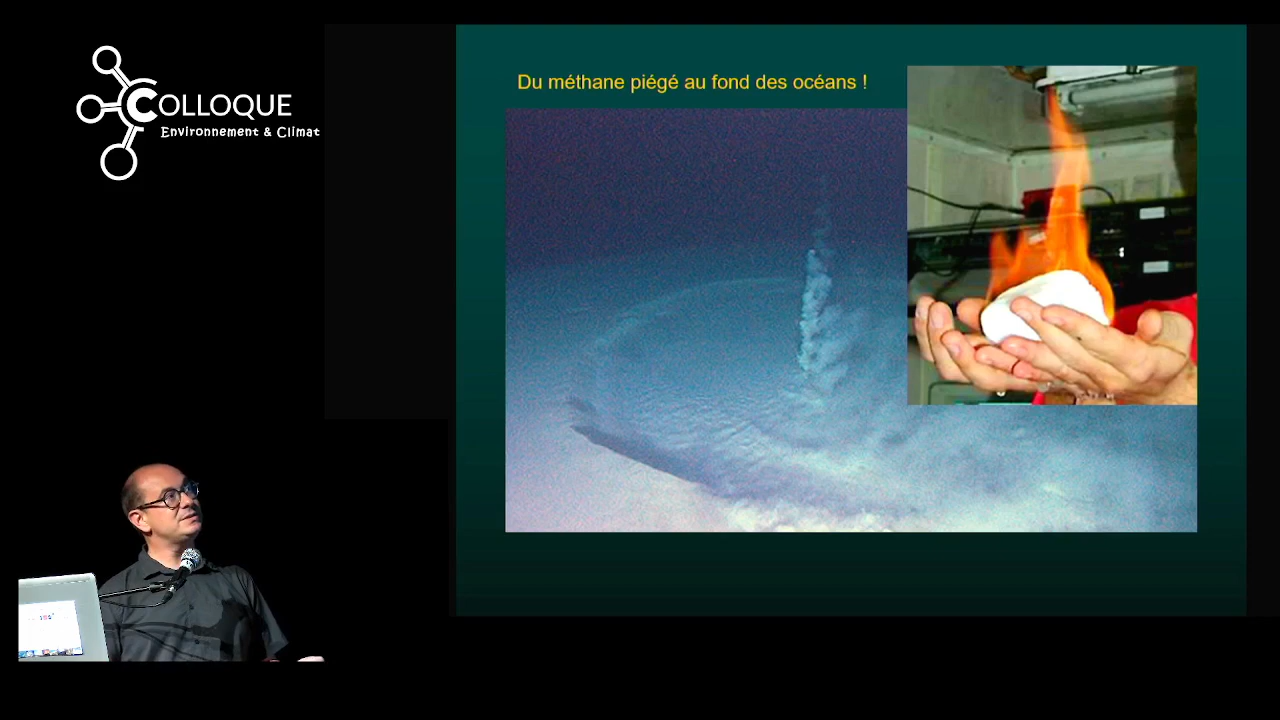 COLLOQUE
Environnement & Climat
Du méthane piégé au fond des océans !